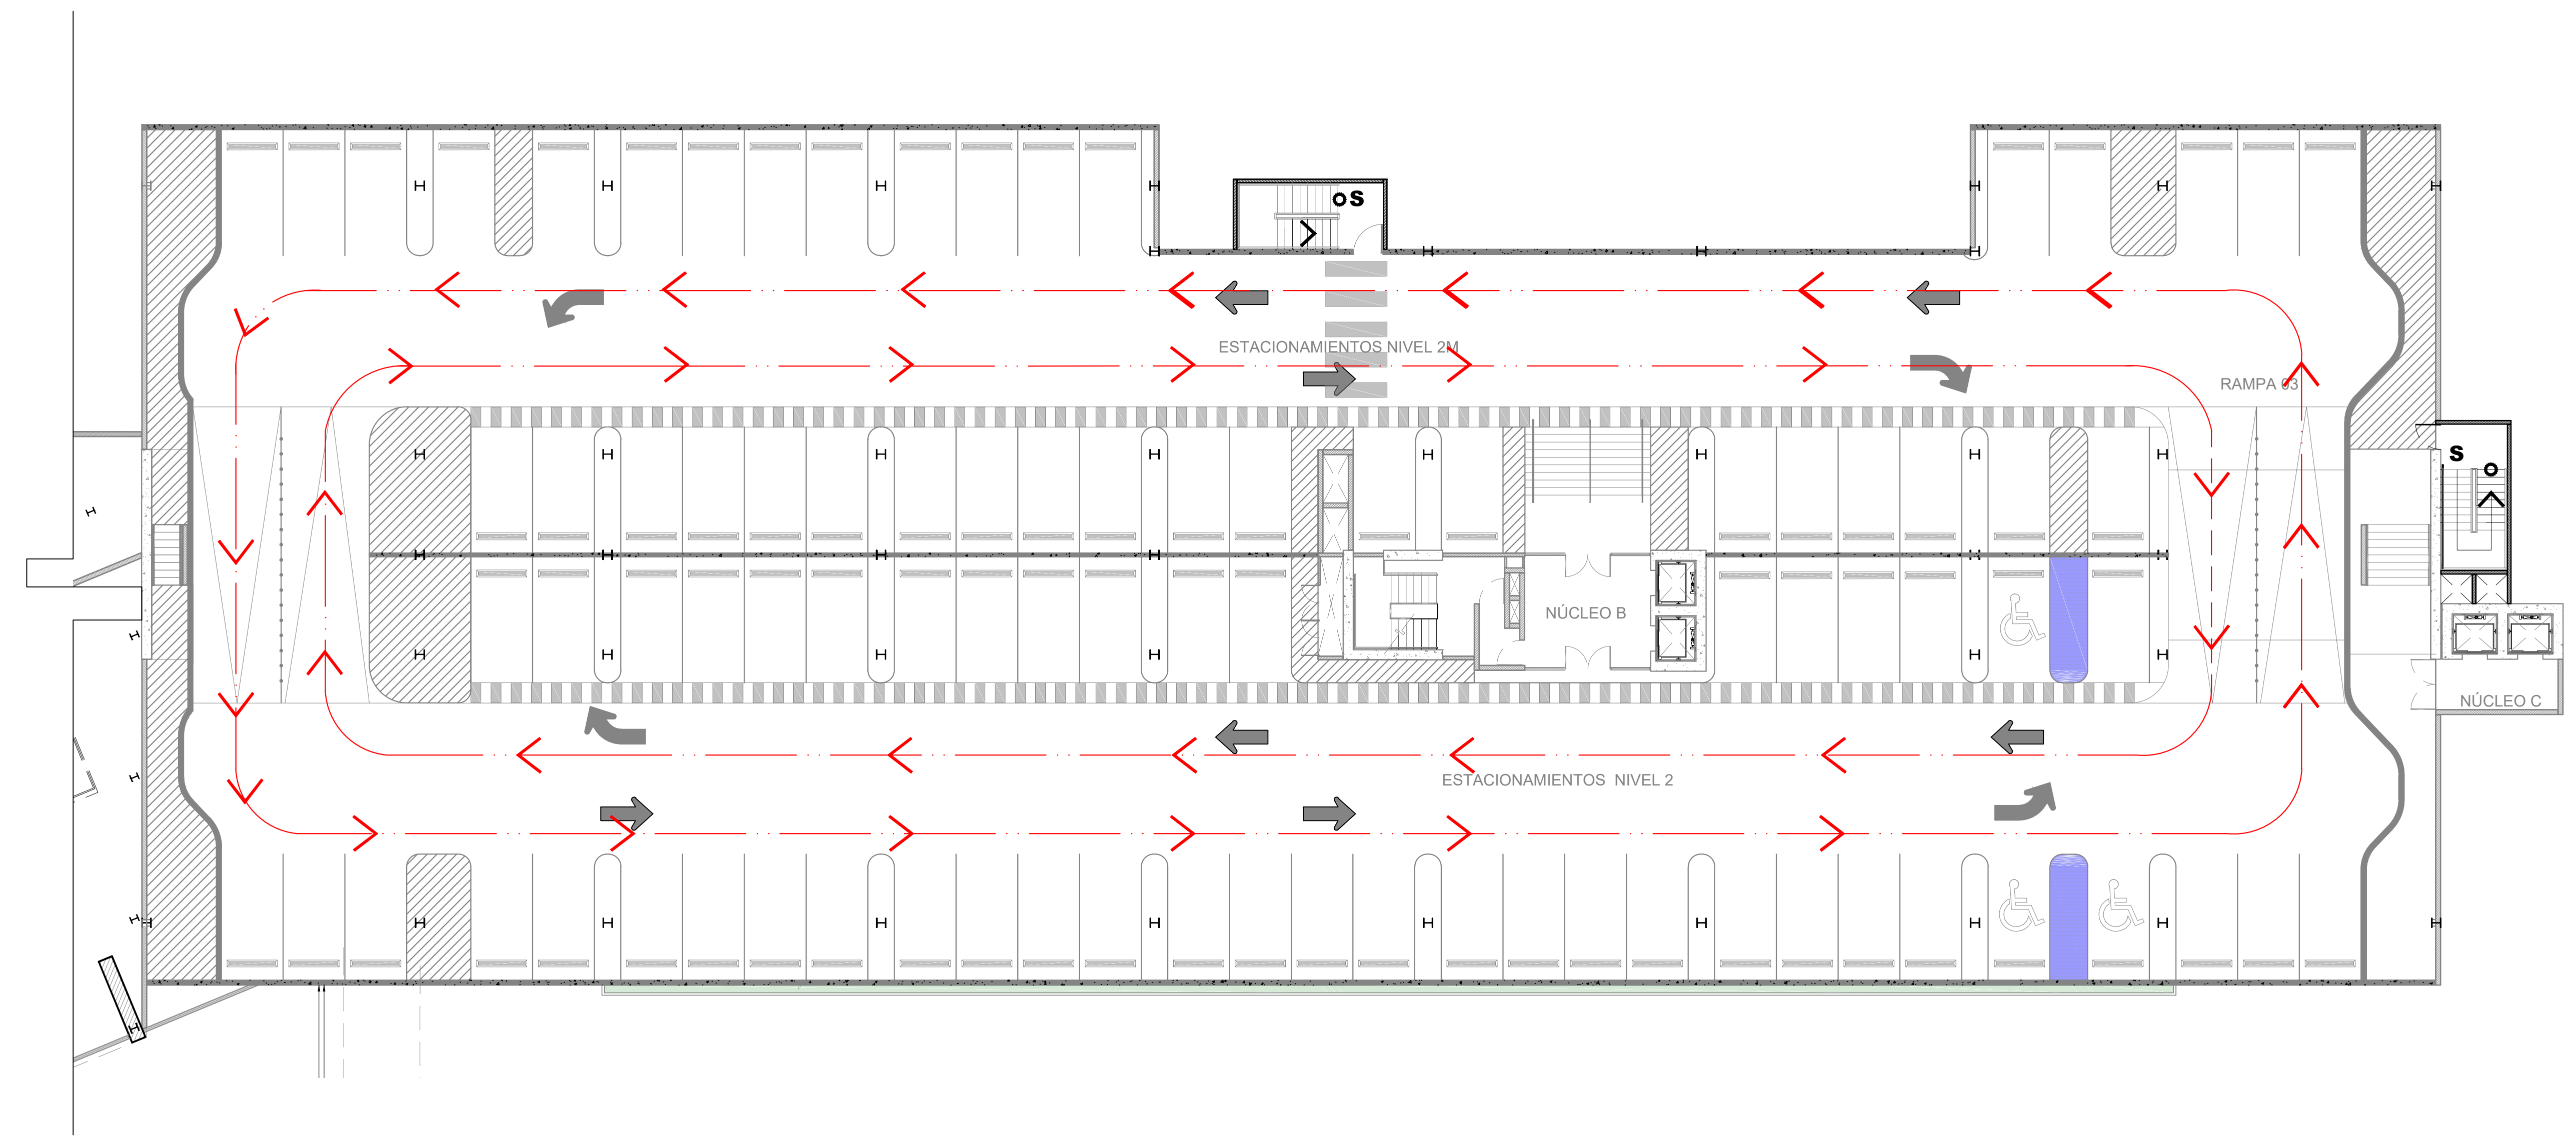 S
ESTACIONAMIENTOS NIVEL 2M
RAMPA 03
S
NÚCLEO B
NÚCLEO C
ESTACIONAMIENTOS NIVEL 2